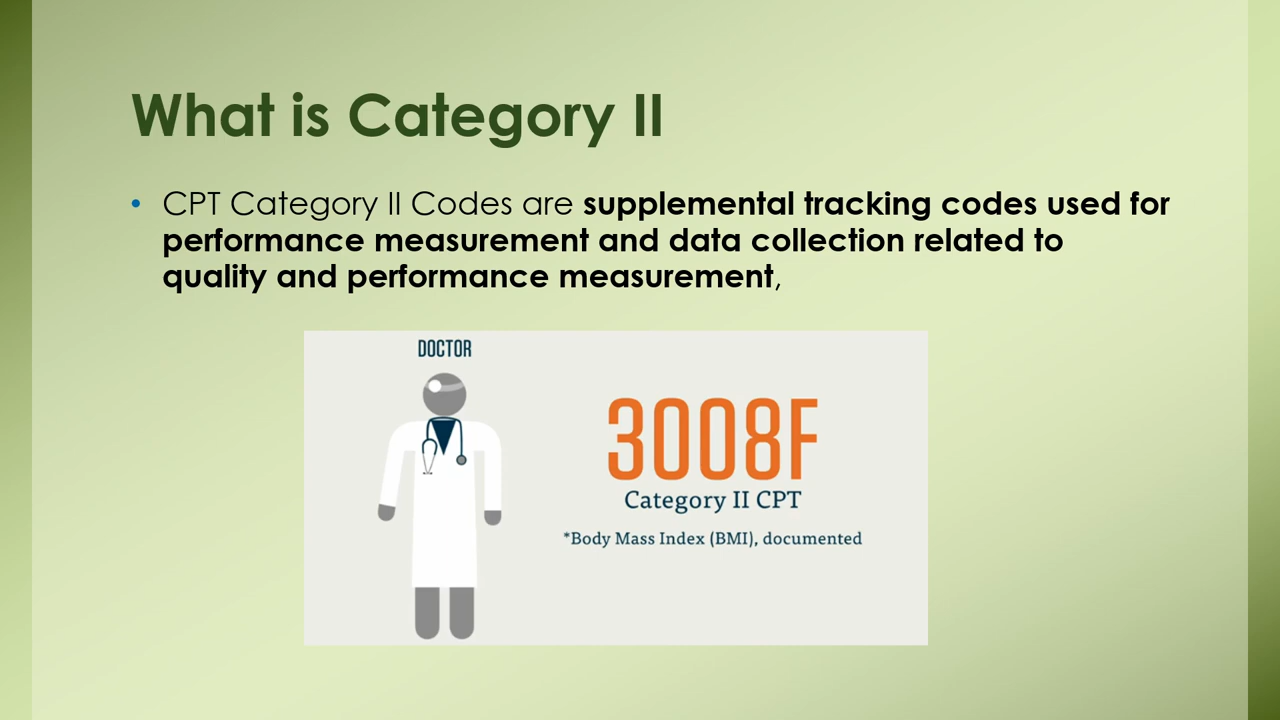 What is Category II
• CPT Category II Codes are supplemental tracking codes used for
performance measurement and data collection related to
quality and performance measurement,
DOCTOR
3008F
Category II CPT
*Body Mass Index (BMI), documented